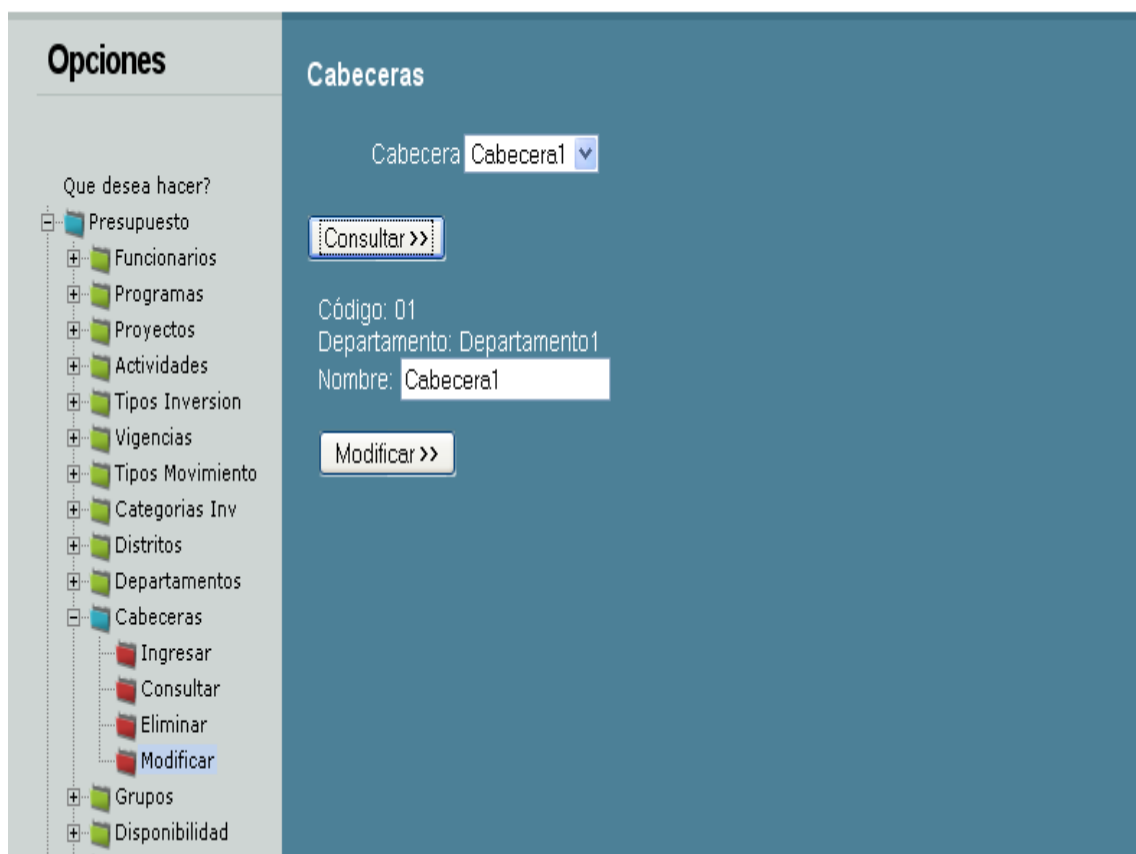 Opciones
Que desea hacer?
Presupuesto
Funcionarios
Programas
Proyectos
Actividades
Tipos Inversion
Vigencias
Tipos Movimiento
Categorias Inv
Distritos
Departamentos
Cabeceras
Ingresar
Consultar
Eliminar
Modificar
Grupos
Disponibilidad
Cabeceras
Cabecera Cabecera1
Consultar >>
Código: 01
Departamento: Departamento1
Nombre: Cabecera1
Modificar >>